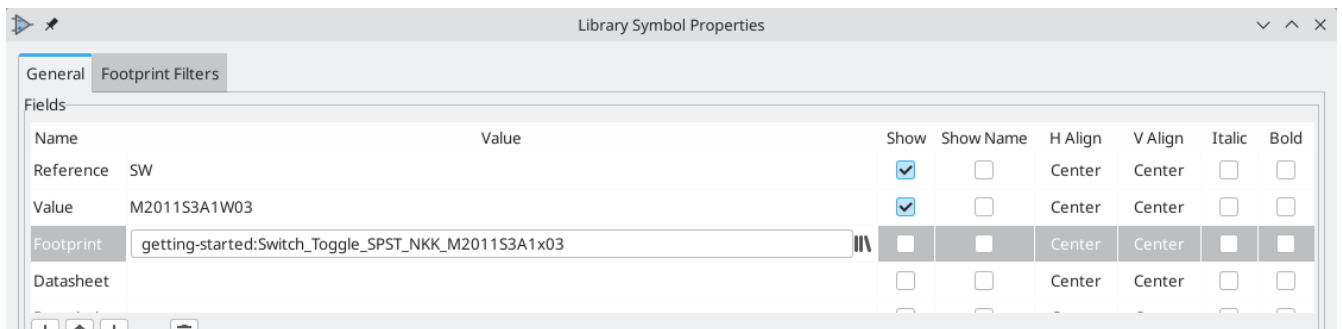 Library Symbol Properties
General Footprint Filters
Fields
Name Value Show Show Name H Align V Align Italic Bold
Reference SW Center Center
Value M2011S3A1W03 Center Center
Footprint getting-started:Switch_Toggle_SPST_NKK_M2011S3A1x03 Center Center
Datasheet Center Center